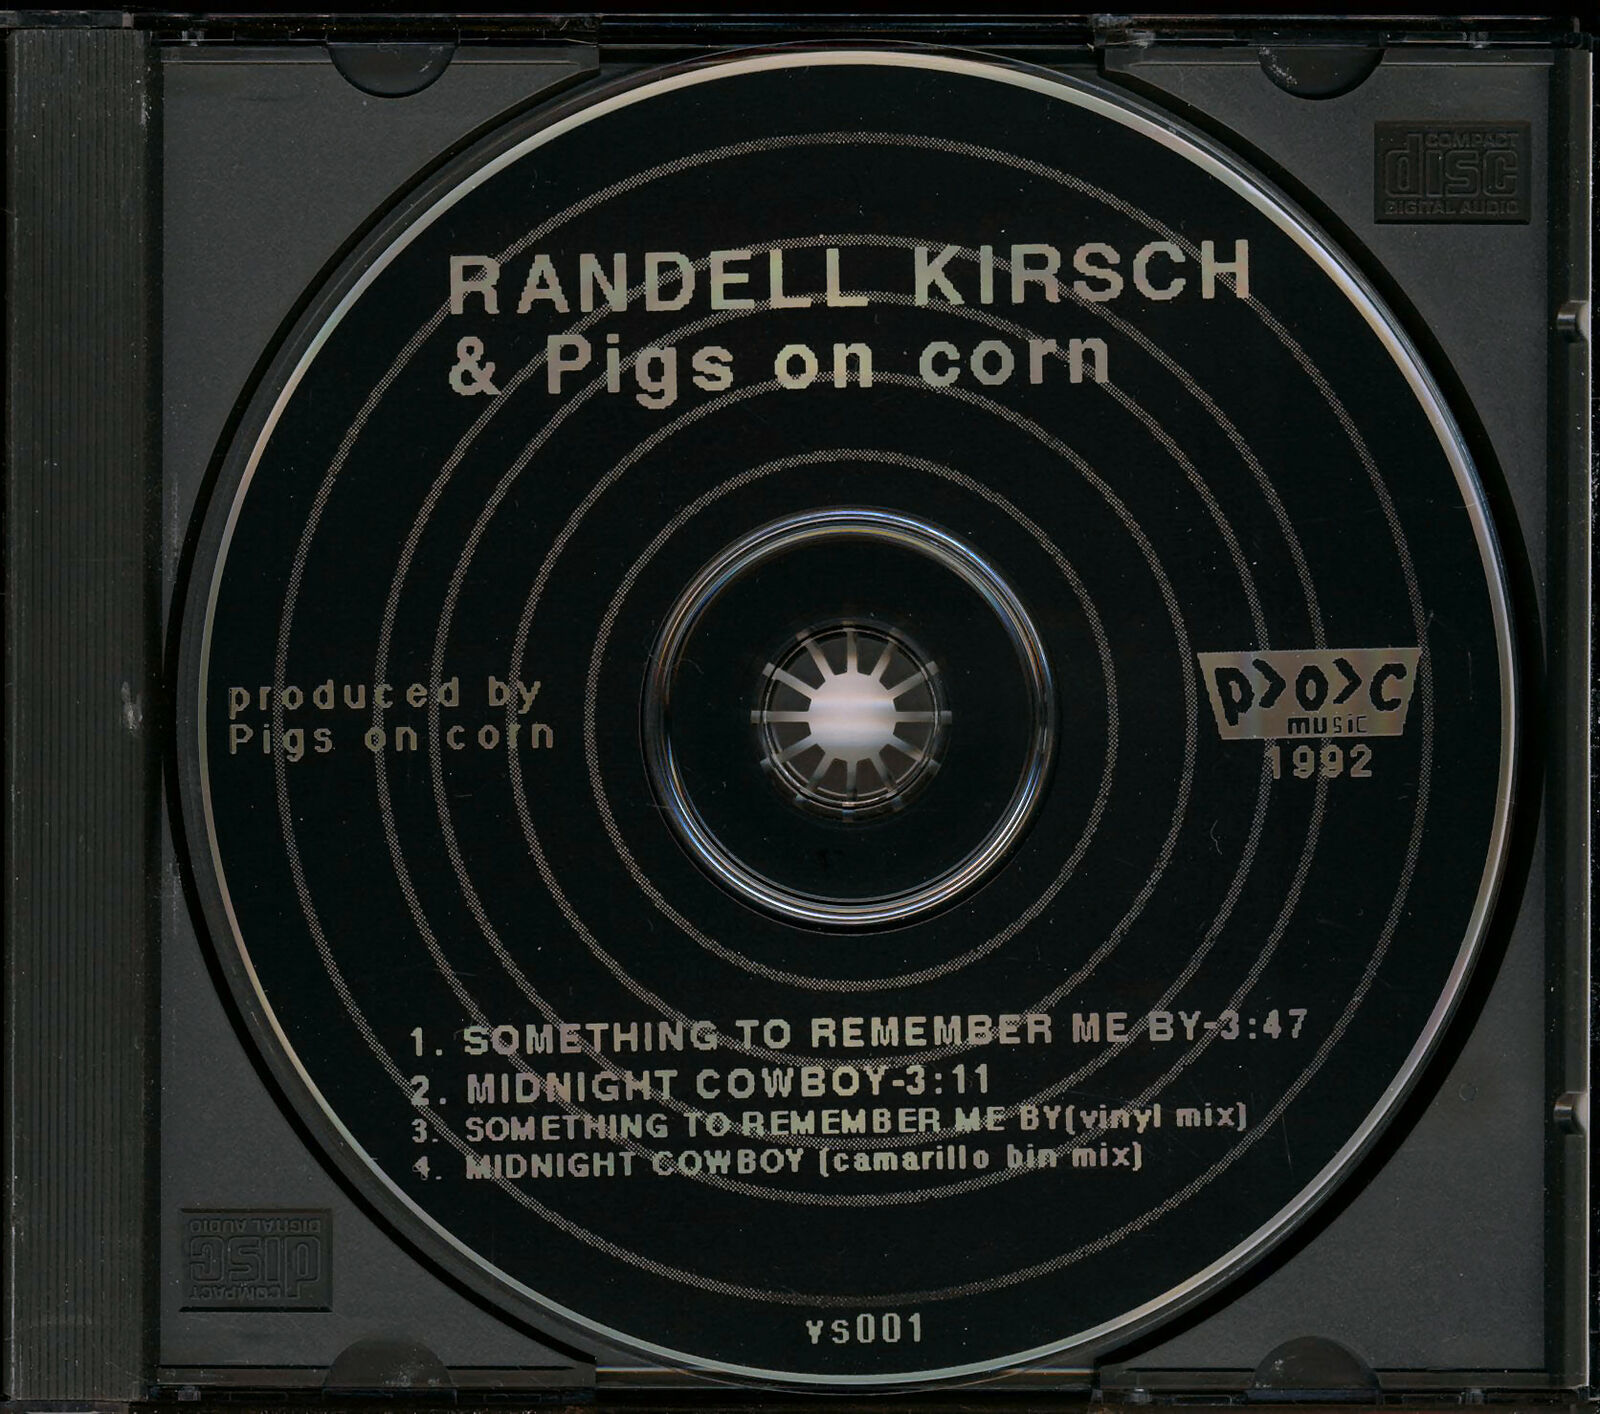 COMPACT
disc
DIGITAL AUDIO
RANDELL KIRSCH
& Pigs on corn
produced by
Pigs on corn
p>o>c
music
1992
1. SOMETHING TO REMEMBER ME BY-3:47
2. MIDNIGHT COWBOY-3:11
3. SOMETHING TO REMEMBER ME BY(vinyl mix)
4. MIDNIGHT COWBOY (camarillo bin mix)
COMPACT
disc
DIGITAL AUDIO
vs001